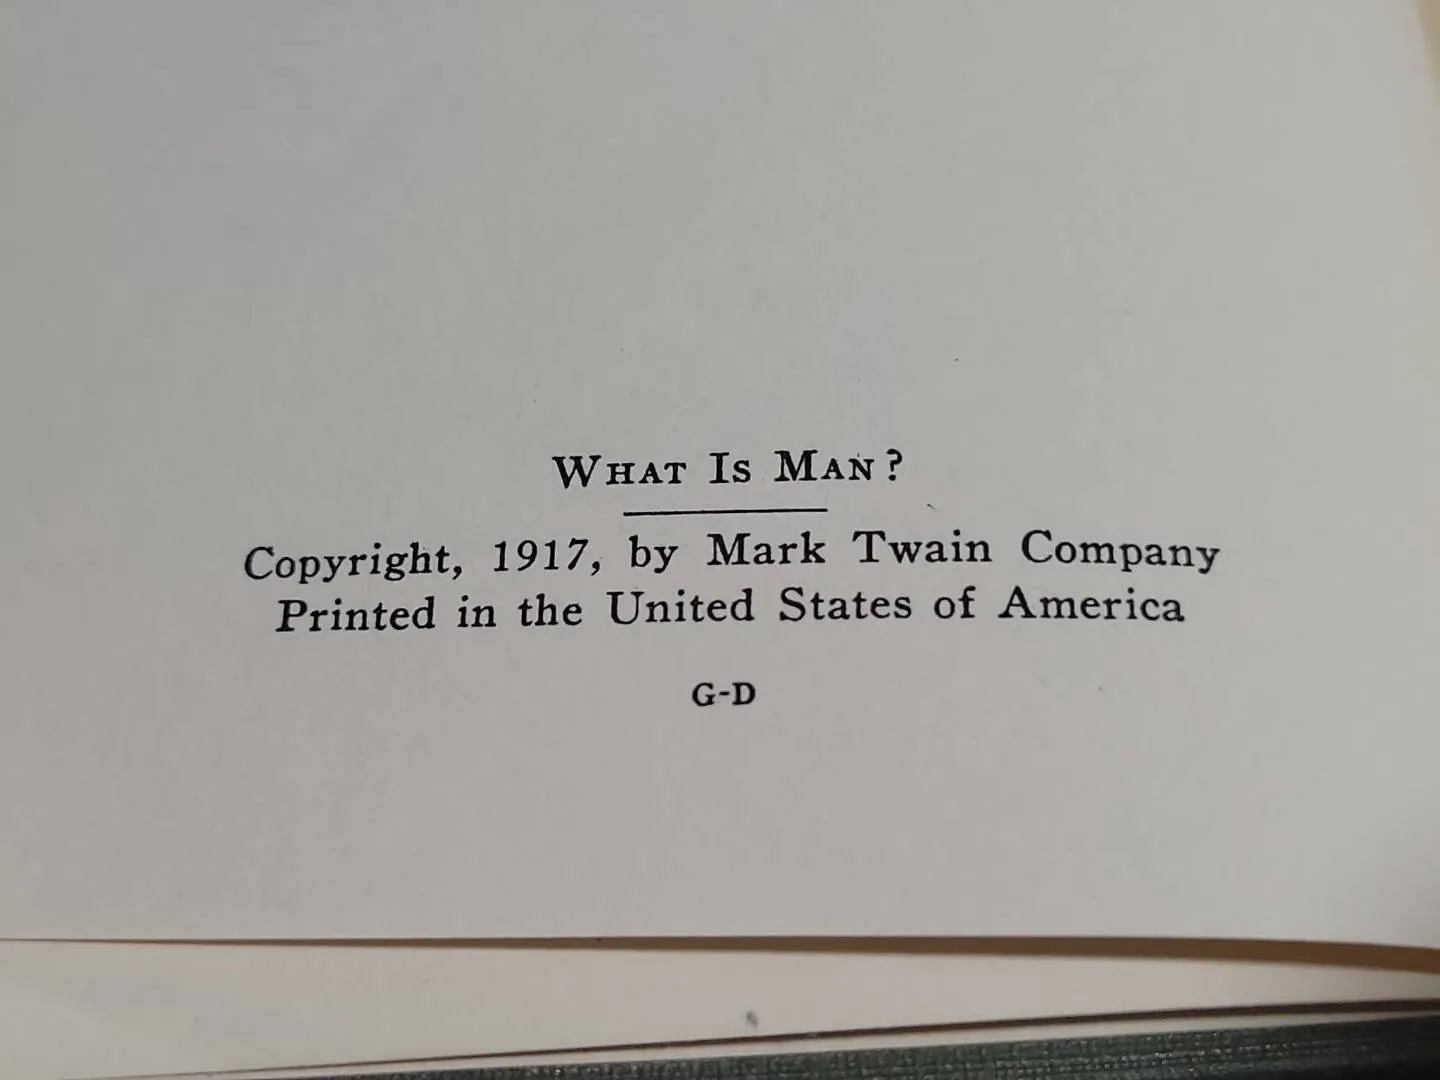 What Is Man?
Copyright, 1917, by Mark Twain Company
Printed in the United States of America
G-D